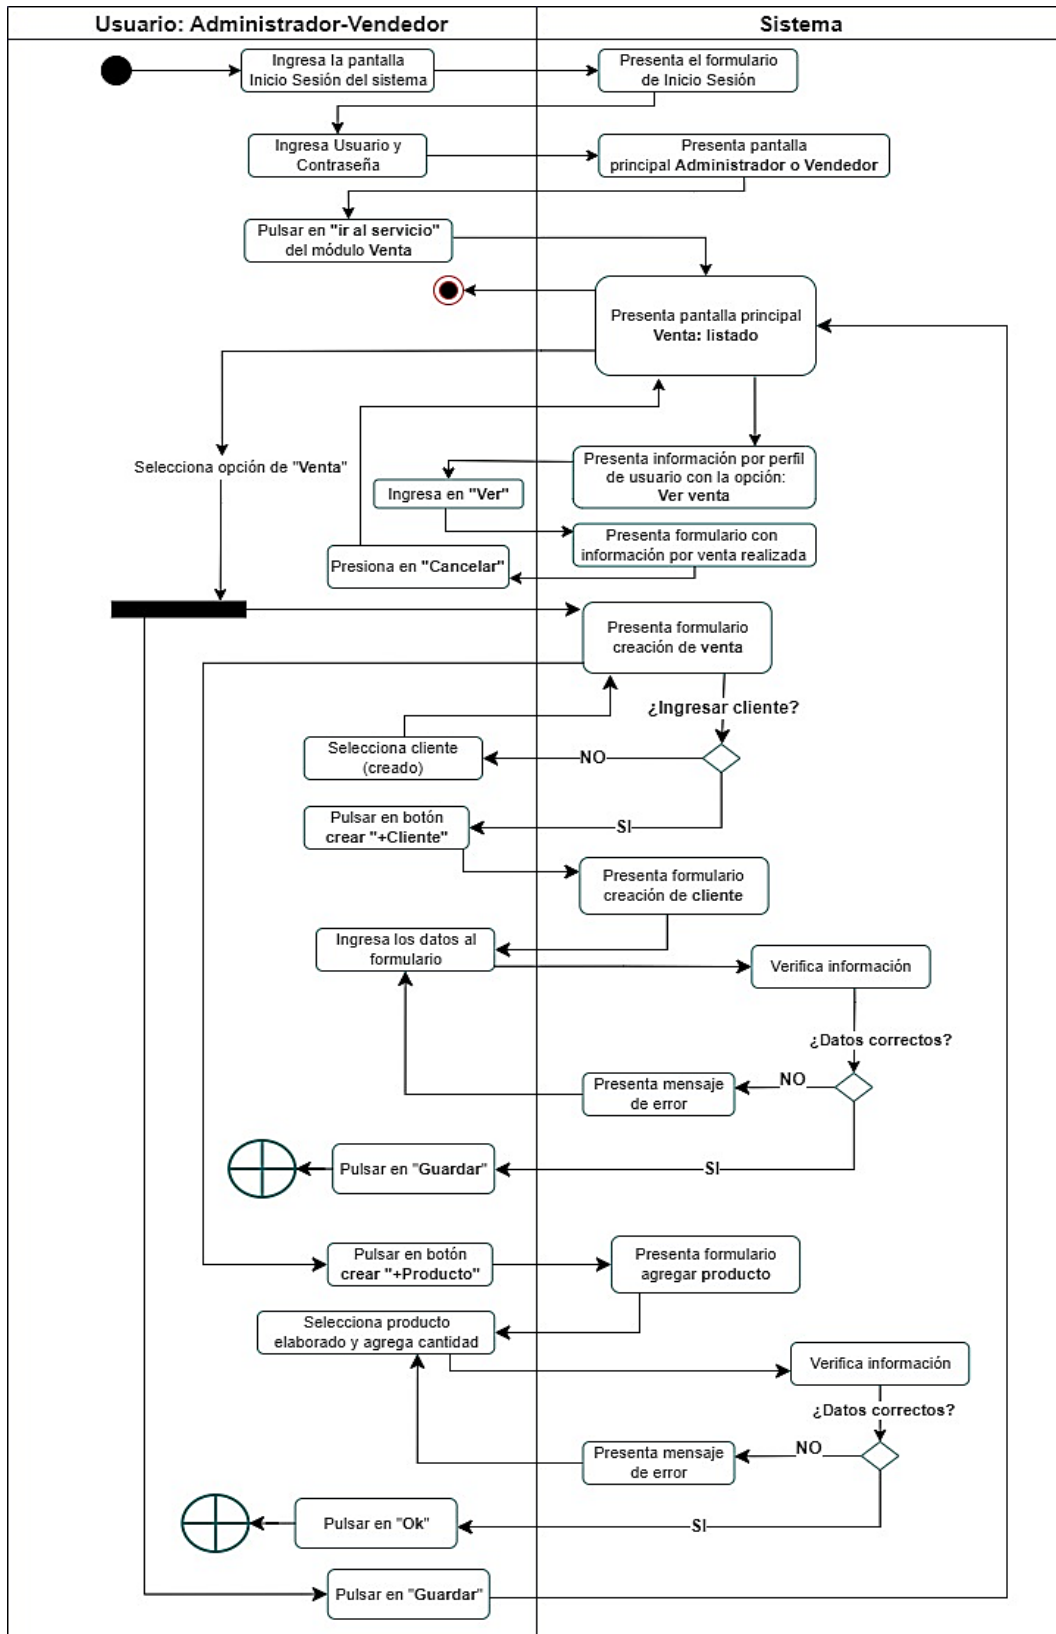 Usuario: Administrador-Vendedor
Sistema
Ingresa la pantalla
Inicio Sesión del sistema
Presenta el formulario
de Inicio Sesión
Ingresa Usuario y
Contraseña
Presenta pantalla
principal Administrador o Vendedor
Pulsar en "ir al servicio"
del módulo Venta
Presenta pantalla principal
Venta: listado
Selecciona opción de "Venta"
Presenta información por perfil
de usuario con la opción:
Ver venta
Ingresa en "Ver"
Presenta formulario con
información por venta realizada
Presiona en "Cancelar"
Presenta formulario
creación de venta
¿Ingresar cliente?
Selecciona cliente
(creado)
NO
Pulsar en botón
crear "+Cliente"
SI
Presenta formulario
creación de cliente
Ingresa los datos al
formulario
Verifica información
¿Datos correctos?
Presenta mensaje
de error
NO
Pulsar en "Guardar"
SI
Pulsar en botón
crear "+Producto"
Presenta formulario
agregar producto
Selecciona producto
elaborado y agrega cantidad
Verifica información
¿Datos correctos?
Presenta mensaje
de error
NO
Pulsar en "Ok"
SI
Pulsar en "Guardar"